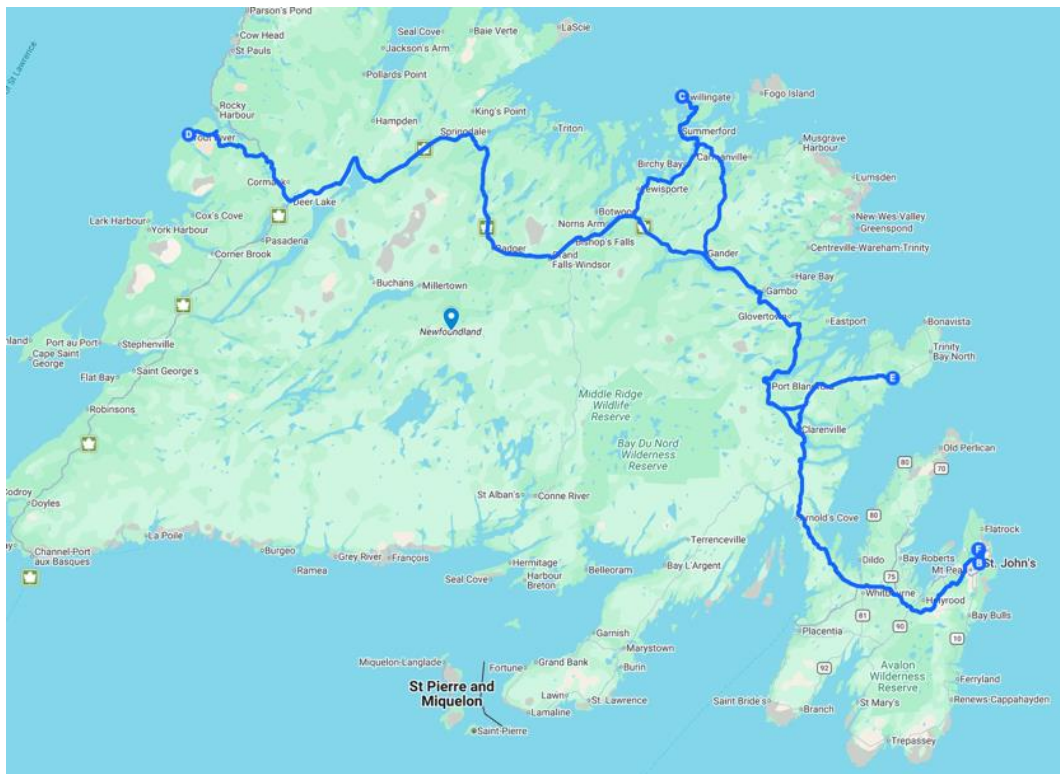 Parson's Pond
Cow Head
St Pauls
Seal Cove
Baie Verte
LaScie
Jackson's Arm
Pollards Point
Rocky
Harbour
Hampden
King's Point
Springdale
Triton
C
willingate
Fogo Island
Summerford
Musgrave
Harbour
Carmanville
Birchy Bay
Lewisporte
Lumsden
D
Cormack
Deer Lake
Cox's Cove
Lark Harbour
York Harbour
Pasadena
Corner Brook
Badger
Grand
Falls-Windsor
Bishop's Falls
Norris Arm
Botwood
Gander
New-Wes-Valley
Greenspond
Centreville-Wareham-Trinity
Hare Bay
Gambo
Glovertown
Eastport
Bonavista
Trinity
Bay North
Buchans
Millertown
Newfoundland
Port au Port
Cape Saint
George
Stephenville
Flat Bay
Saint George's
Robinsons
Middle Ridge
Wildlife
Reserve
Bay Du Nord
Wilderness
Reserve
E
Clarenville
Old Perlican
80
70
80
Doyles
Channel-Port
aux Basques
La Poile
Burgeo
Ramea
Grey River
François
St Alban's
Conne River
Hermitage
Harbour
Breton
Seal Cove
Belleoram
Terrenceville
Bay L'Argent
Dildo
Bay Roberts
Flatrock
F
St. John's
75
Whitbourne
Holyrood
Bay Bulls
81
90
10
Placentia
92
Avalon
Wilderness
Reserve
Ferryland
Renews-Cappahayden
Saint Bride's
Branch
St Mary's
Trepassey
Garnish
Marystown
Burin
Grand Bank
Fortune
Lawn
St. Lawrence
Lamaline
Miquelon-Langlade
St Pierre and
Miquelon
Saint-Pierre